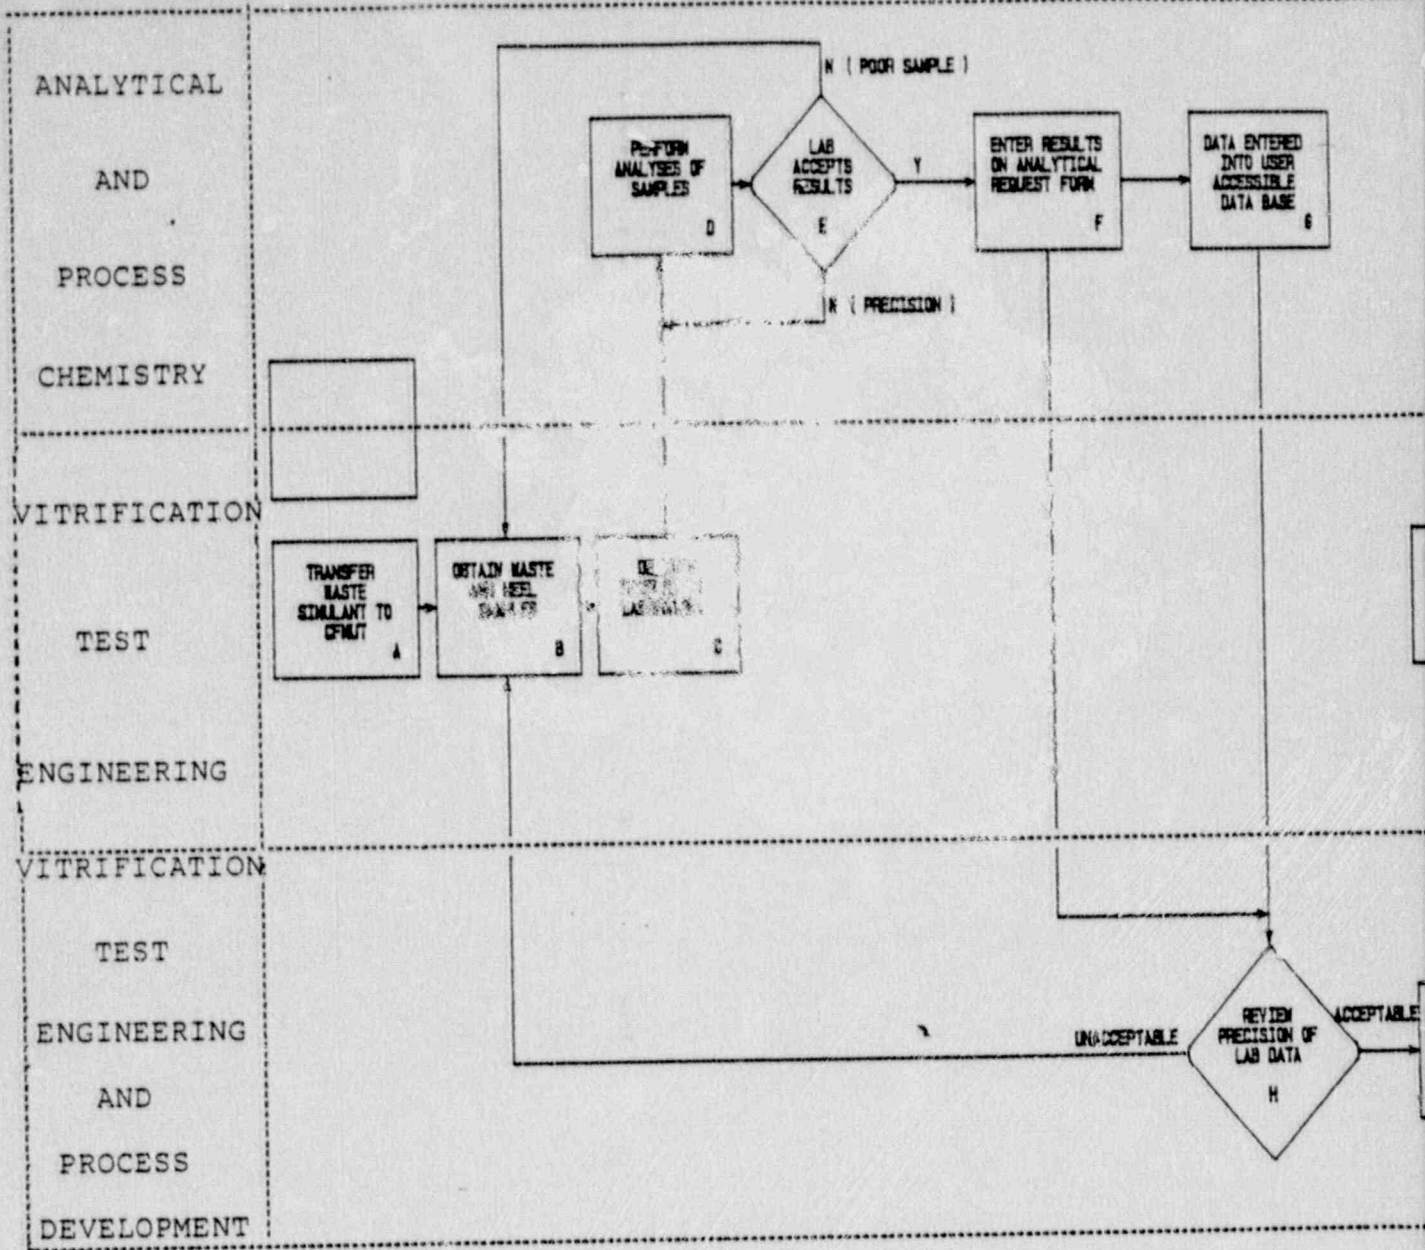 ANALYTICAL
AND
PROCESS
CHEMISTRY
N ( POOR SAMPLE )
PERFORM
ANALYSES OF
SAMPLES
D
LAB
ACCEPTS
RESULTS
E
Y
N ( PRECISION )
ENTER RESULTS
ON ANALYTICAL
REQUEST FORM
F
DATA ENTERED
INTO USER
ACCESSIBLE
DATA BASE
G
VITRIFICATION
TEST
ENGINEERING
TRANSFER
WASTE
SIMULANT TO
CFMUT
A
OBTAIN WASTE
AND HEEL
SAMPLES
B
C
VITRIFICATION
TEST
ENGINEERING
AND
PROCESS
DEVELOPMENT
UNACCEPTABLE
REVIEW
PRECISION OF
LAB DATA
H
ACCEPTABLE